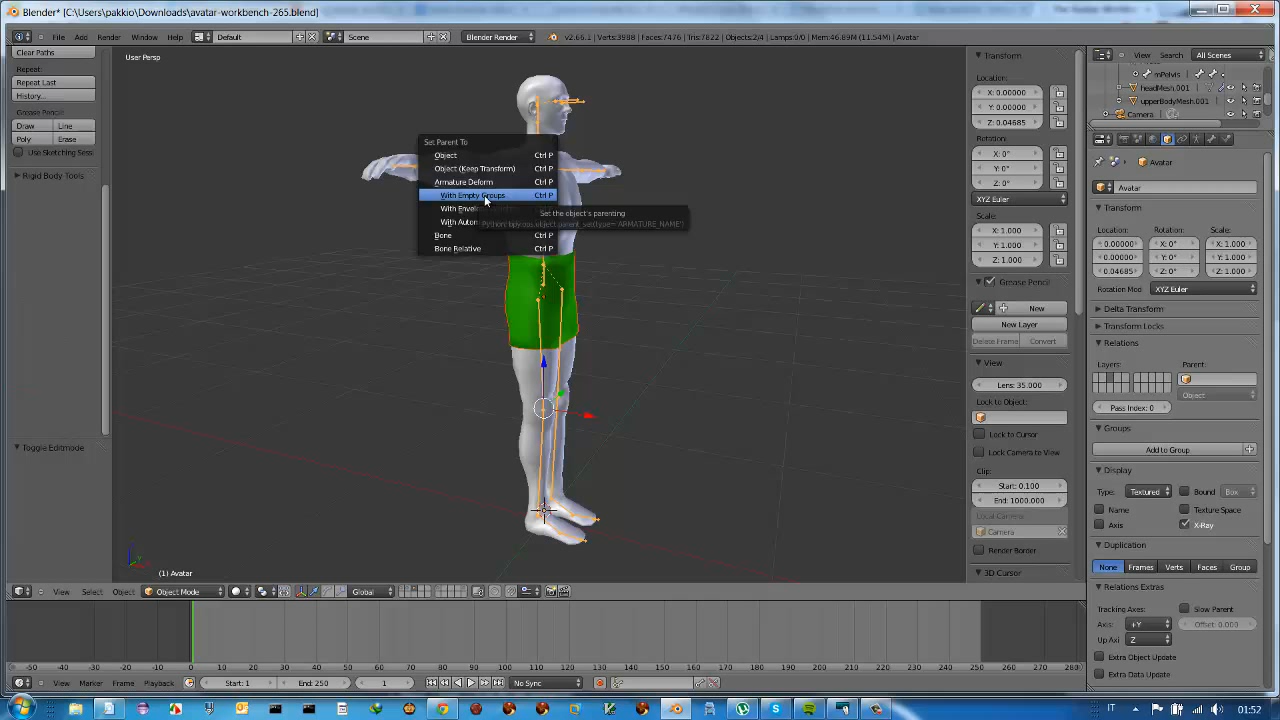 Blender* [C:\Users\pakkio\Downloads\avatar-workbench-265.blend]
File Add Render Window Help Default Scene Blender Render v2.66.1 | Verts:3988 | Faces:7476 | Tris:7822 | Objects:2/4 | Lamps:0/0 | Mem:46.89M (11.54M) | Avatar
View Search All Scenes
Clear Paths
Repeat:
Repeat Last
History...
Grease Pencil:
Draw Line
Poly Erase
Use Sketching Sess
Rigid Body Tools
Toggle Editmode
User Persp
Set Parent To
Object Ctrl P
Object (Keep Transform) Ctrl P
Armature Deform Ctrl P
With Empty Groups Ctrl P
With Envel
With Auton
Bone Ctrl P
Bone Relative Ctrl P
Set the object's parenting
Python: bpy.ops.object.parent_set(type='ARMATURE_NAME')
(1) Avatar
Transform
Location:
X: 0.00000
Y: 0.00000
Z: 0.04685
Rotation:
X: 0°
Y: 0°
Z: 0°
XYZ Euler
Scale:
X: 1.000
Y: 1.000
Z: 1.000
Grease Pencil
New
New Layer
Delete Frame Convert
View
Lens: 35.000
Lock to Object:
Lock to Cursor
Lock Camera to View
Clip:
Start: 0.100
End: 1000.000
Local Camera:
Camera
Render Border
3D Cursor
mPelvis
headMesh.001
upperBodyMesh.001
Camera
Avatar
Avatar
Transform
Location: Rotation: Scale:
0.00000 X: 0° X: 1.000
0.00000 Y: 0° Y: 1.000
0.04685 Z: 0° Z: 1.000
Rotation Mod XYZ Euler
Delta Transform
Transform Locks
Relations
Layers: Parent:
Pass Index: 0 Object
Groups
Add to Group
Display
Type: Textured Bound Box
Name Texture Space
Axis X-Ray
Duplication
None Frames Verts Faces Group
Relations Extras
Tracking Axes: Slow Parent
Axis: +Y Offset: 0.000
Up Axi Z
Extra Object Update
Extra Data Update
View Select Object Object Mode Global
-50 -40 -30 -20 -10 0 10 20 30 40 50 60 70 80 90 100 110 120 130 140 150 160 170 180 190 200 210 220 230 240 250 260 270 280
View Marker Frame Playback Start: 1 End: 250 1 No Sync
IT 01:52